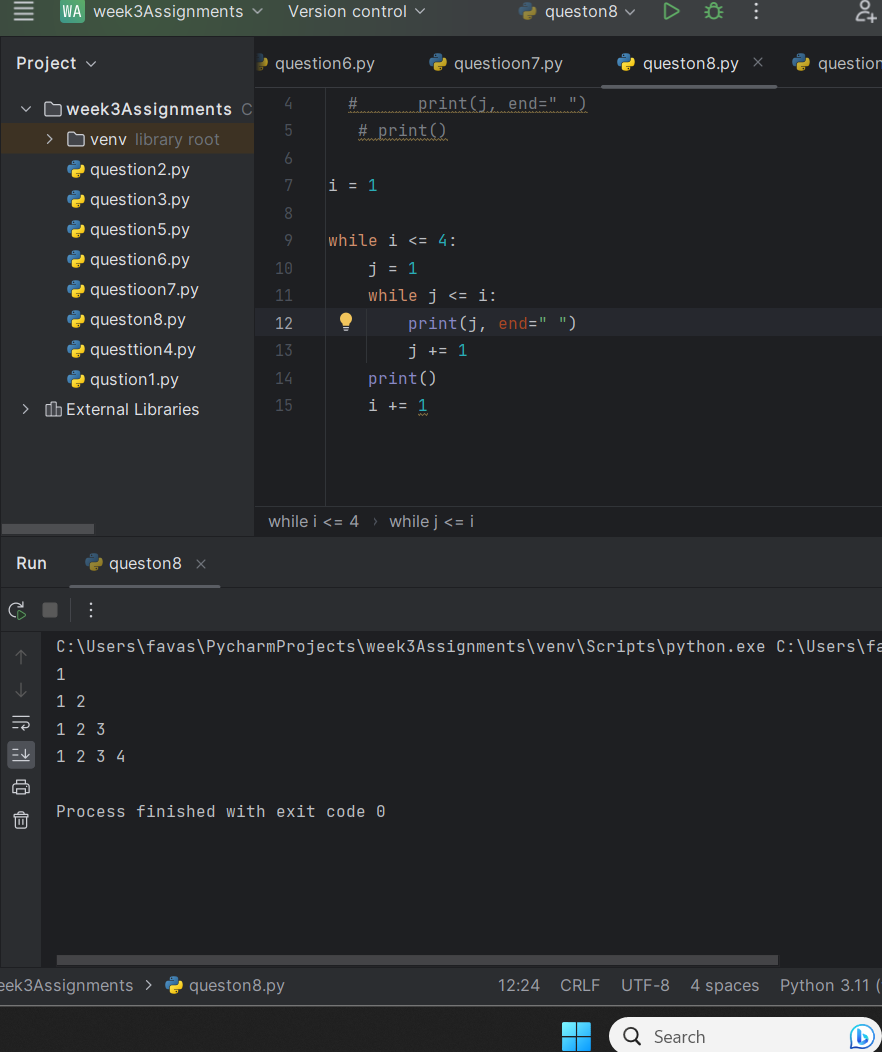 WA week3Assignments Version control queston8
Project
question6.py questioon7.py queston8.py question
week3Assignments C
venv library root
question2.py
question3.py
question5.py
question6.py
questioon7.py
queston8.py
questtion4.py
qustion1.py
External Libraries
4 # print(j, end=" ")
5 # print()
6
7 i = 1
8
9 while i <= 4:
10 j = 1
11 while j <= i:
12 print(j, end=" ")
13 j += 1
14 print()
15 i += 1
while i <= 4 › while j <= i
Run queston8
C:\Users\favas\PycharmProjects\week3Assignments\venv\Scripts\python.exe C:\Users\fa
1
1 2
1 2 3
1 2 3 4
Process finished with exit code 0
eek3Assignments > queston8.py 12:24 CRLF UTF-8 4 spaces Python 3.11 (
Search